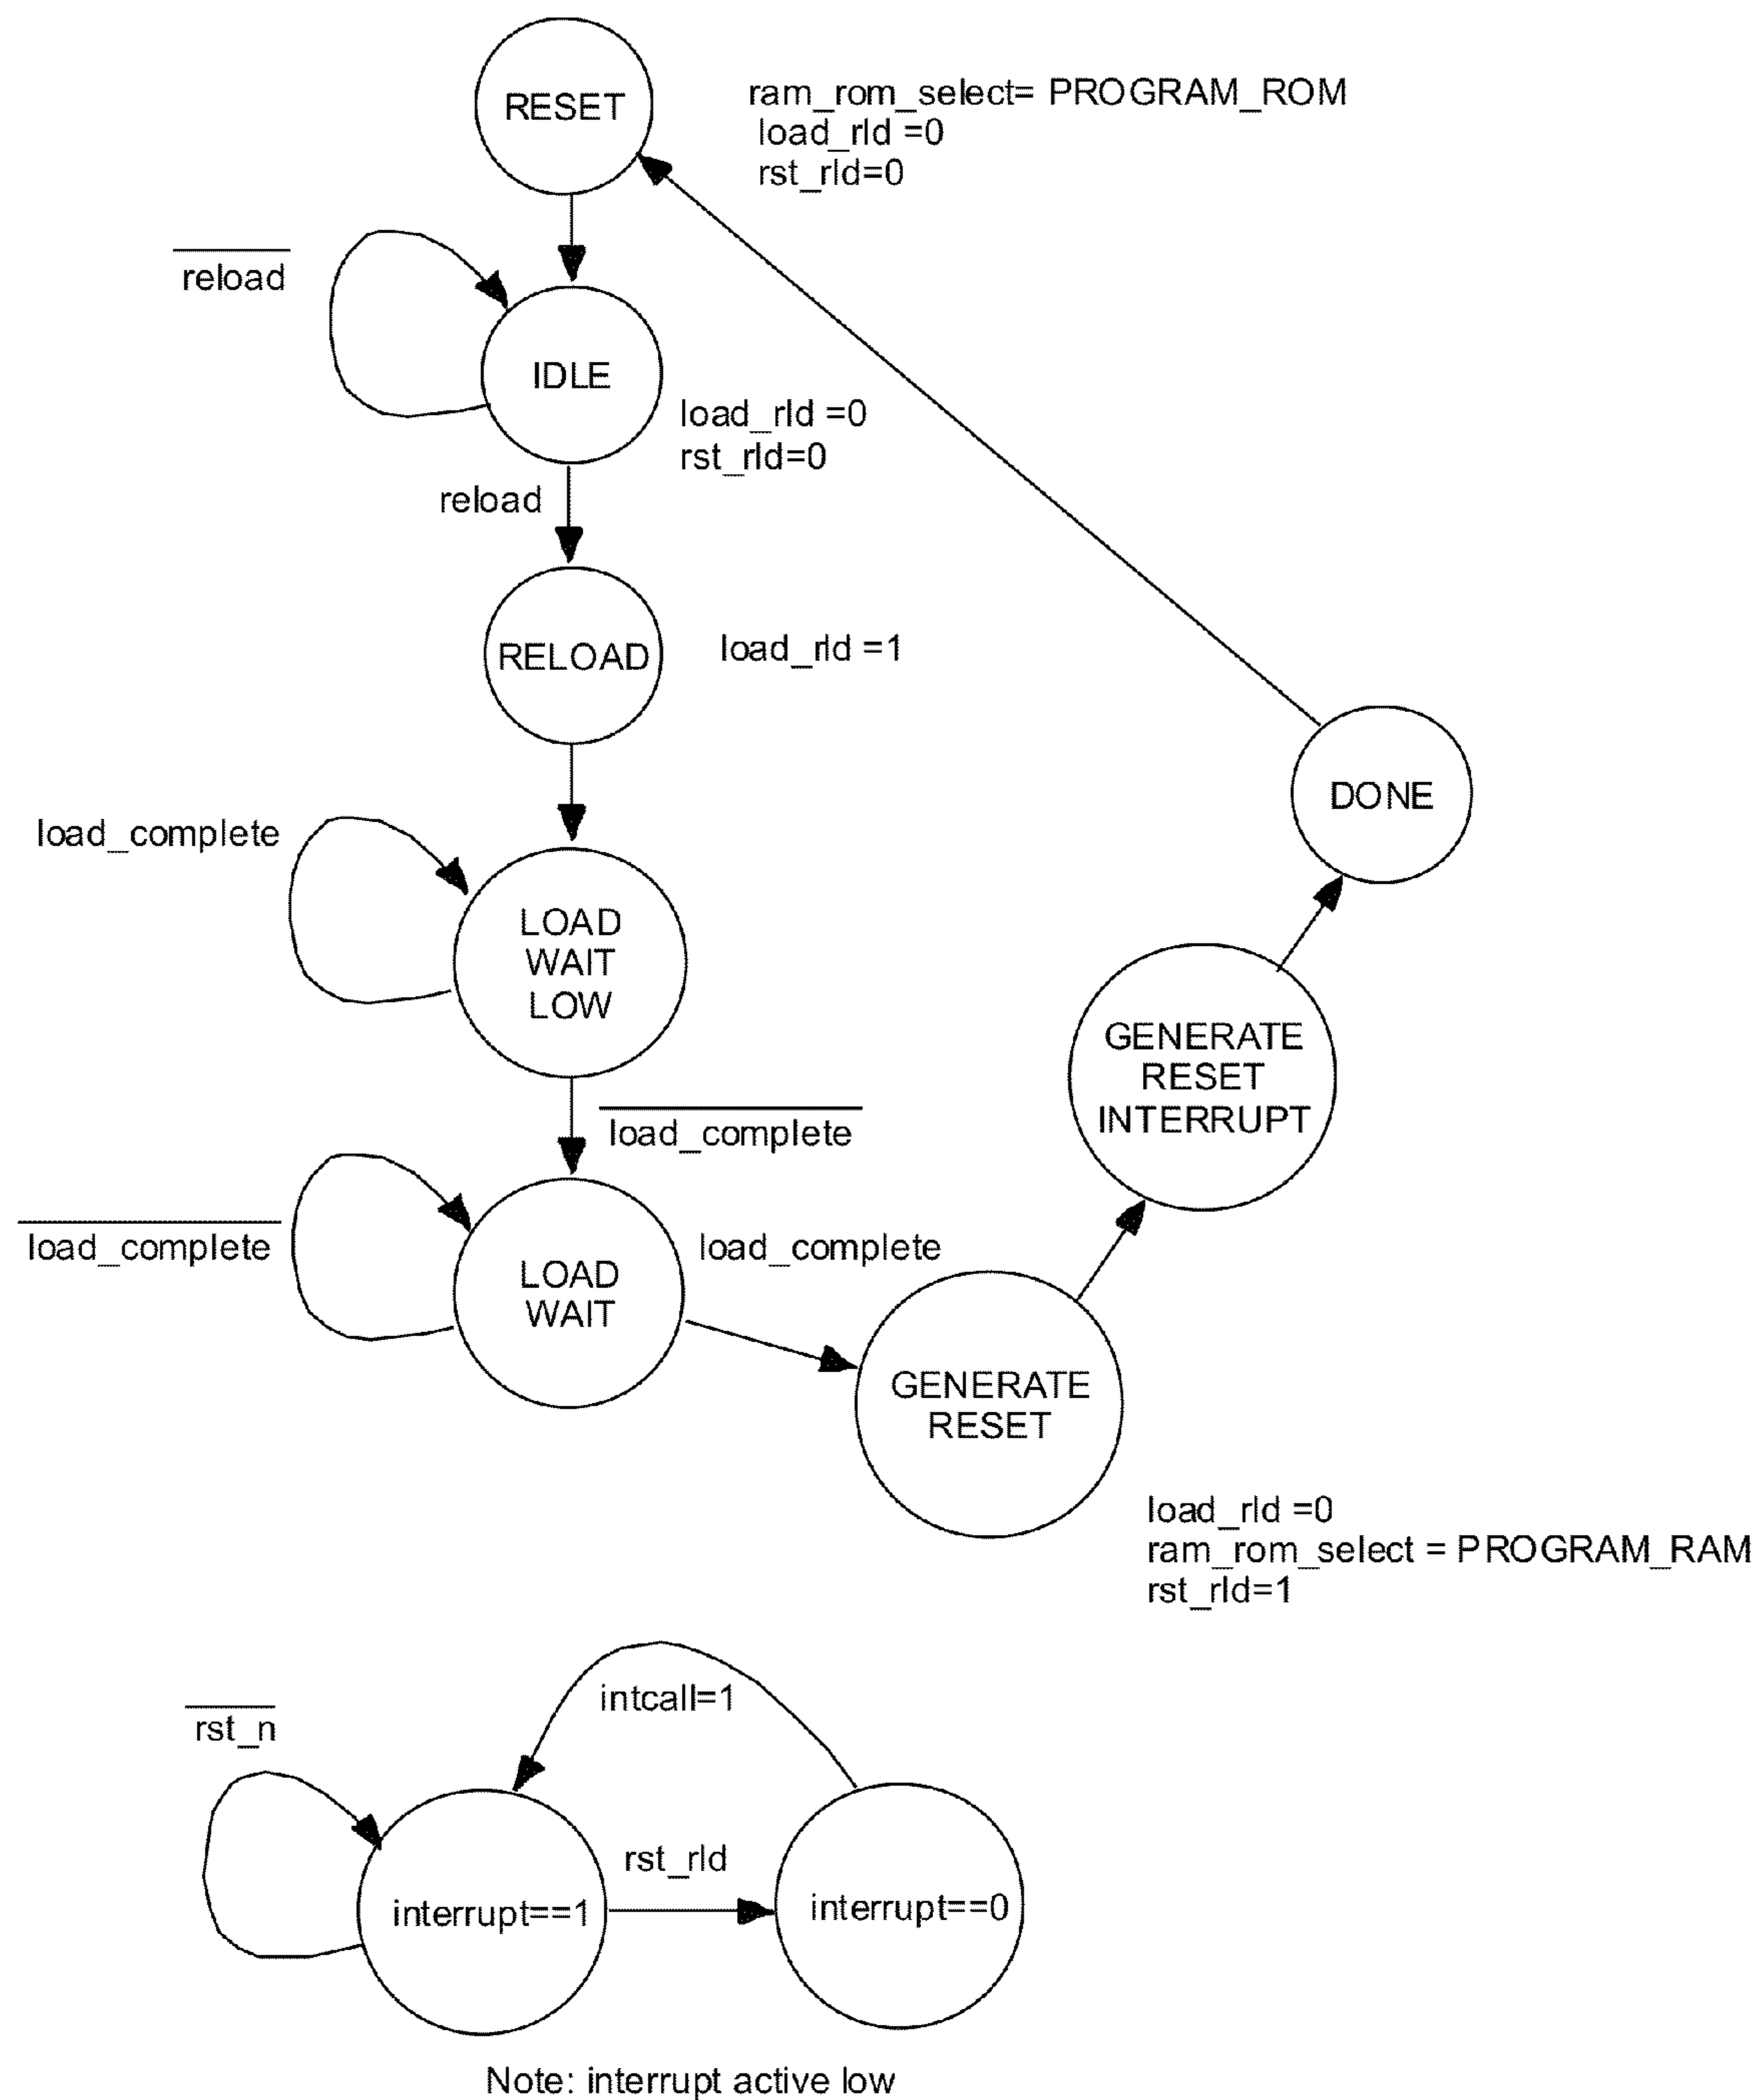 RESET
ram_rom_select= PROGRAM_ROM
load_rld =0
rst_rld=0
reload
IDLE
load_rld =0
rst_rld=0
reload
RELOAD
load_rld =1
DONE
load_complete
LOAD
WAIT
LOW
GENERATE
RESET
INTERRUPT
load_complete
load_complete
LOAD
WAIT
load_complete
GENERATE
RESET
load_rld =0
ram_rom_select = PROGRAM_RAM
rst_rld=1
intcall=1
rst_n
rst_rld
interrupt==1
interrupt==0
Note: interrupt active low